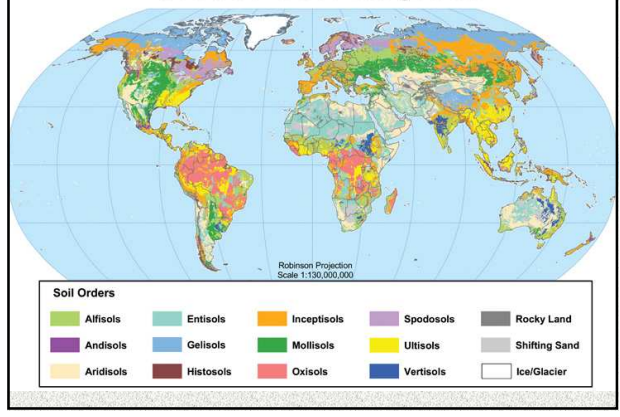 Robinson Projection
Scale 1:130,000,000
Soil Orders
Alfisols
Entisols
Inceptisols
Spodosols
Rocky Land
Andisols
Gelisols
Mollisols
Ultisols
Shifting Sand
Aridisols
Histosols
Oxisols
Vertisols
Ice/Glacier